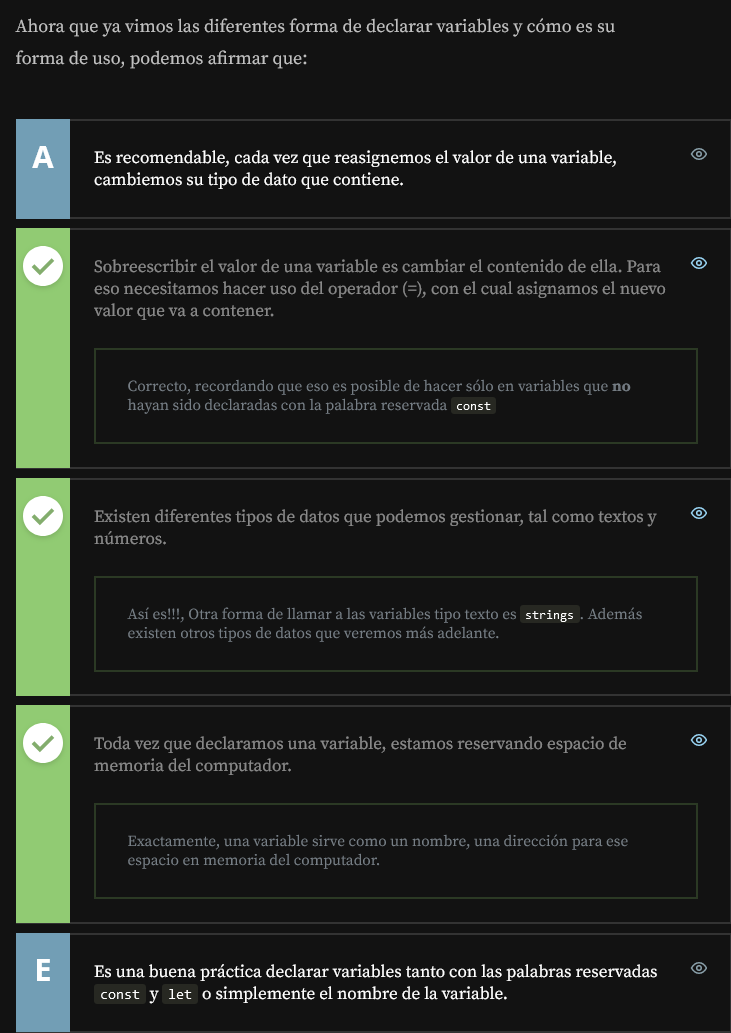 Ahora que ya vimos las diferentes forma de declarar variables y cómo es su
forma de uso, podemos afirmar que:
A
Es recomendable, cada vez que reasignemos el valor de una variable,
cambiemos su tipo de dato que contiene.
Sobreescribir el valor de una variable es cambiar el contenido de ella. Para
eso necesitamos hacer uso del operador (=), con el cual asignamos el nuevo
valor que va a contener.
Correcto, recordando que eso es posible de hacer sólo en variables que no
hayan sido declaradas con la palabra reservada const
Existen diferentes tipos de datos que podemos gestionar, tal como textos y
números.
Así es!!!, Otra forma de llamar a las variables tipo texto es strings. Además
existen otros tipos de datos que veremos más adelante.
Toda vez que declaramos una variable, estamos reservando espacio de
memoria del computador.
Exactamente, una variable sirve como un nombre, una dirección para ese
espacio en memoria del computador.
E
Es una buena práctica declarar variables tanto con las palabras reservadas
const y let o simplemente el nombre de la variable.